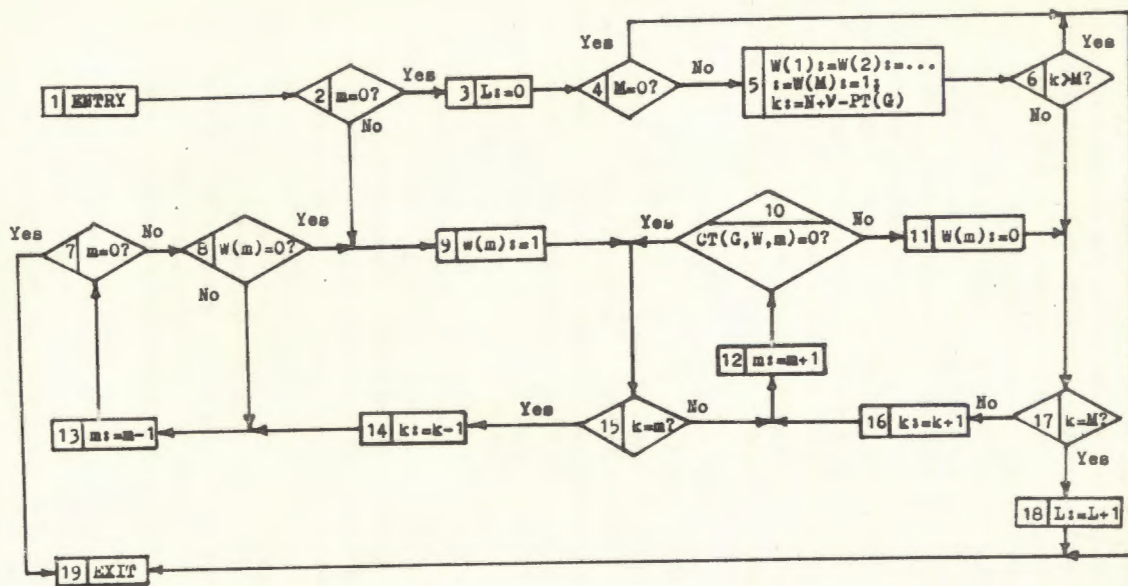 Yes
Yes
1 ENTRY
2 m=0?
Yes
3 L:=0
4 M=0?
No
5 W(1):=W(2):=...
:=W(M):=1;
k:=N+V-PT(G)
6 k>M?
No
No
Yes
7 m=0?
No
8 W(m)=0?
Yes
9 W(m):=1
Yes
10
CT(G,W,m)=0?
No
11 W(m):=0
No
12 m:=m+1
13 m:=m-1
14 k:=k-1
Yes
15 k=m?
No
16 k:=k+1
No
17 k=M?
Yes
18 L:=L+1
19 EXIT